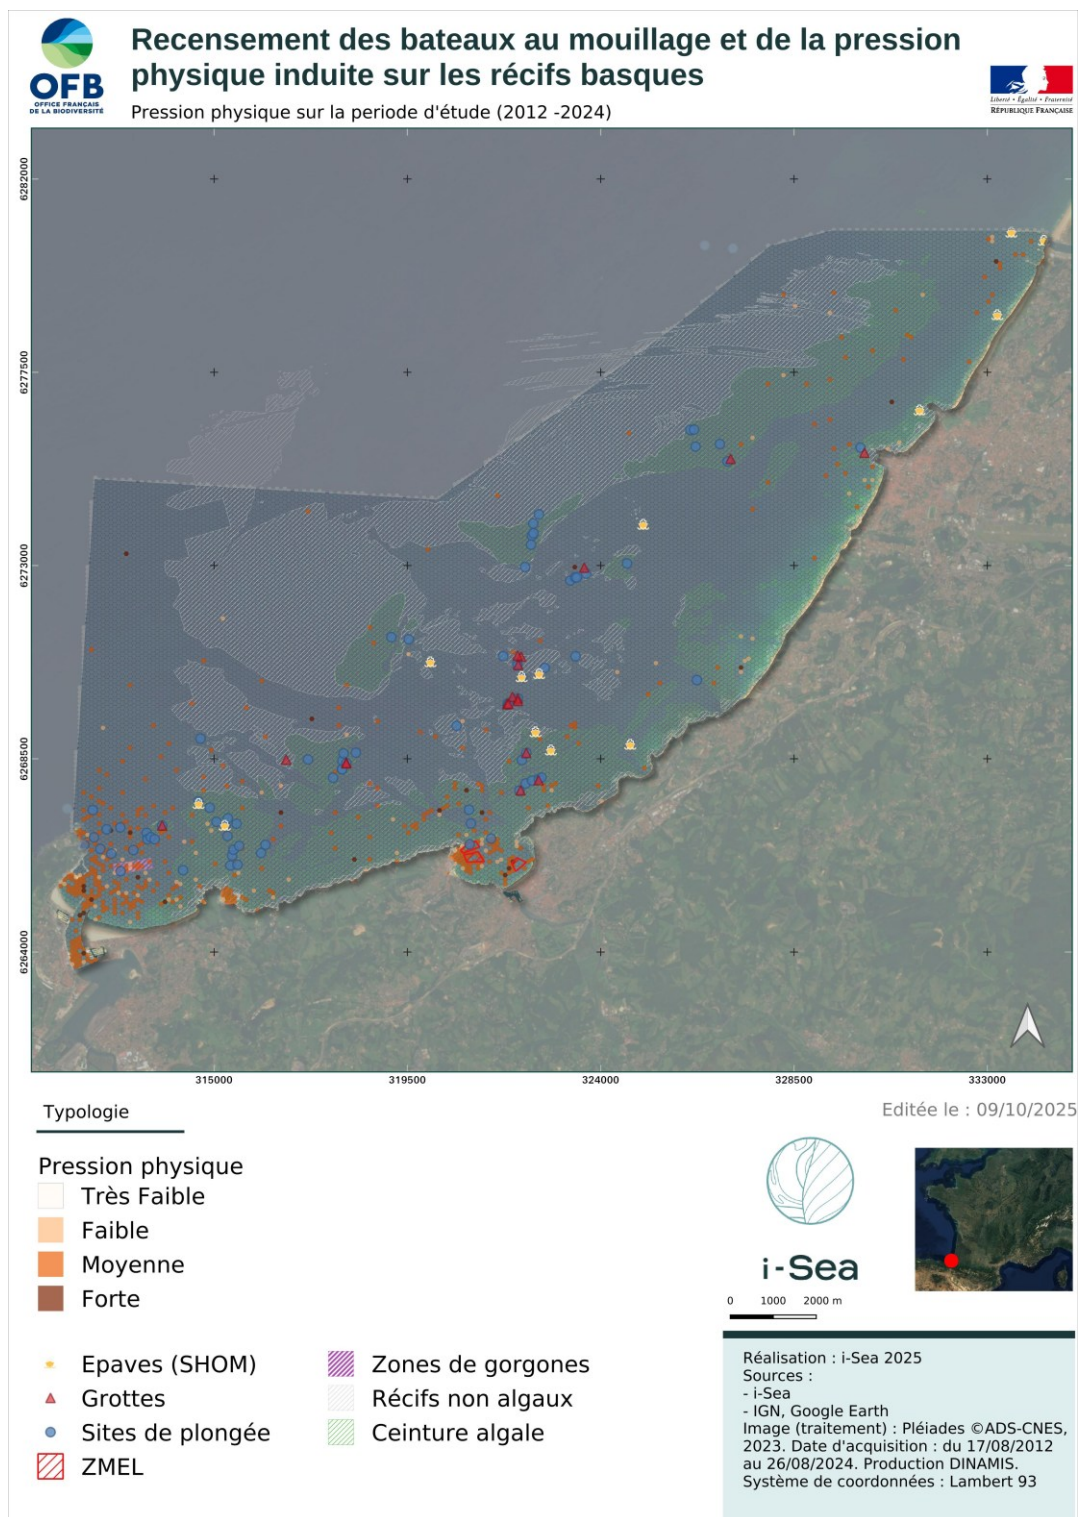 Recensement des bateaux au mouillage et de la pression
physique induite sur les récifs basques
Pression physique sur la periode d'étude (2012 -2024)
OFB
OFFICE FRANÇAIS
DE LA BIODIVERSITÉ
Liberté • Égalité • Fraternité
RÉPUBLIQUE FRANÇAISE
6282000
6277500
6273000
6268500
6264000
315000
319500
324000
328500
333000
Typologie
Editée le : 09/10/2025
Pression physique
Très Faible
Faible
Moyenne
Forte
Epaves (SHOM)
Grottes
Sites de plongée
ZMEL
Zones de gorgones
Récifs non algaux
Ceinture algale
i-Sea
0 1000 2000 m
Réalisation : i-Sea 2025
Sources :
- i-Sea
- IGN, Google Earth
Image (traitement) : Pléiades ©ADS-CNES,
2023. Date d'acquisition : du 17/08/2012
au 26/08/2024. Production DINAMIS.
Système de coordonnées : Lambert 93